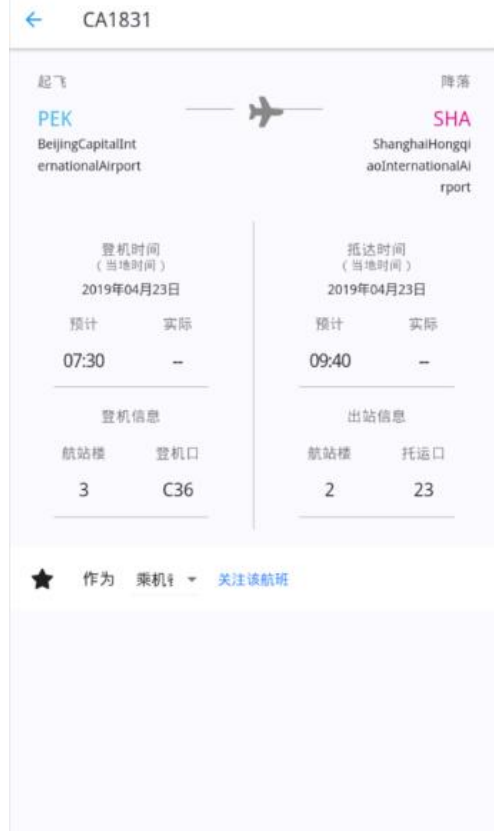 CA1831
起飞 降落
PEK SHA
BeijingCapitalInt
ernationalAirport
ShanghaiHongqi
aoInternationalAi
rport
登机时间
（当地时间）
2019年04月23日
预计 实际
07:30 --
登机信息
航站楼 登机口
3 C36
抵达时间
（当地时间）
2019年04月23日
预计 实际
09:40 --
出站信息
航站楼 托运口
2 23
作为 乘机 关注该航班